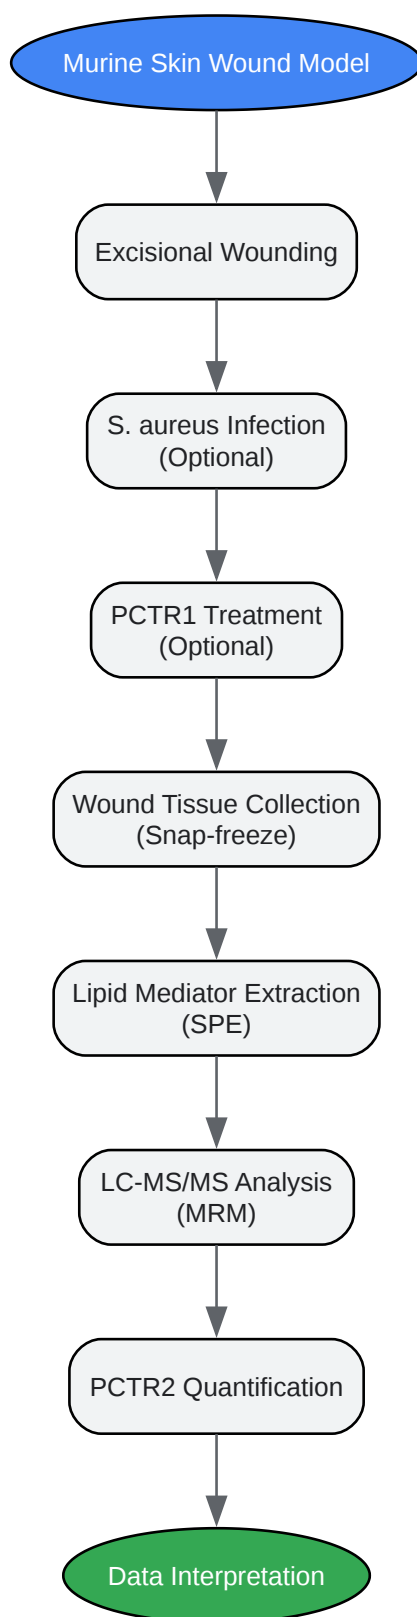 Murine Skin Wound Model
Excisional Wounding
S. aureus Infection
(Optional)
PCTR1 Treatment
(Optional)
Wound Tissue Collection
(Snap-freeze)
Lipid Mediator Extraction
(SPE)
LC-MS/MS Analysis
(MRM)
PCTR2 Quantification
Data Interpretation